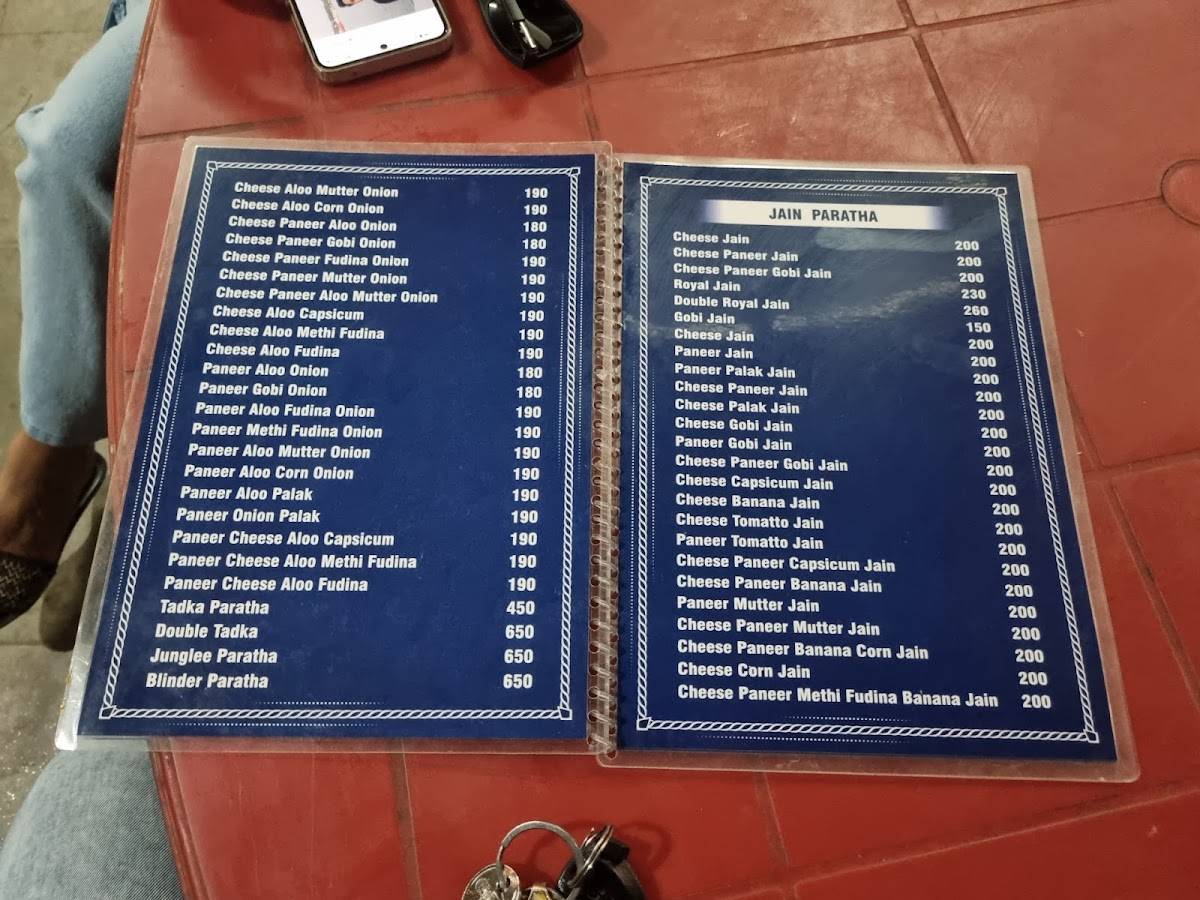 Cheese Aloo Mutter Onion 190
Cheese Aloo Corn Onion 190
Cheese Paneer Aloo Onion 180
Cheese Paneer Gobi Onion 180
Cheese Paneer Fudina Onion 190
Cheese Paneer Mutter Onion 190
Cheese Paneer Aloo Mutter Onion 190
Cheese Aloo Capsicum 190
Cheese Aloo Methi Fudina 190
Cheese Aloo Fudina 190
Paneer Aloo Onion 180
Paneer Gobi Onion 180
Paneer Aloo Fudina Onion 190
Paneer Methi Fudina Onion 190
Paneer Aloo Mutter Onion 190
Paneer Aloo Corn Onion 190
Paneer Aloo Palak 190
Paneer Onion Palak 190
Paneer Cheese Aloo Capsicum 190
Paneer Cheese Aloo Methi Fudina 190
Paneer Cheese Aloo Fudina 190
Tadka Paratha 450
Double Tadka 650
Junglee Paratha 650
Blinder Paratha 650
JAIN PARATHA
Cheese Jain 200
Cheese Paneer Jain 200
Cheese Paneer Gobi Jain 200
Royal Jain 230
Double Royal Jain 260
Gobi Jain 150
Cheese Jain 200
Paneer Jain 200
Paneer Palak Jain 200
Cheese Paneer Jain 200
Cheese Palak Jain 200
Cheese Gobi Jain 200
Paneer Gobi Jain 200
Cheese Paneer Gobi Jain 200
Cheese Capsicum Jain 200
Cheese Banana Jain 200
Cheese Tomatto Jain 200
Paneer Tomatto Jain 200
Cheese Paneer Capsicum Jain 200
Cheese Paneer Banana Jain 200
Paneer Mutter Jain 200
Cheese Paneer Mutter Jain 200
Cheese Paneer Banana Corn Jain 200
Cheese Corn Jain 200
Cheese Paneer Methi Fudina Banana Jain 200